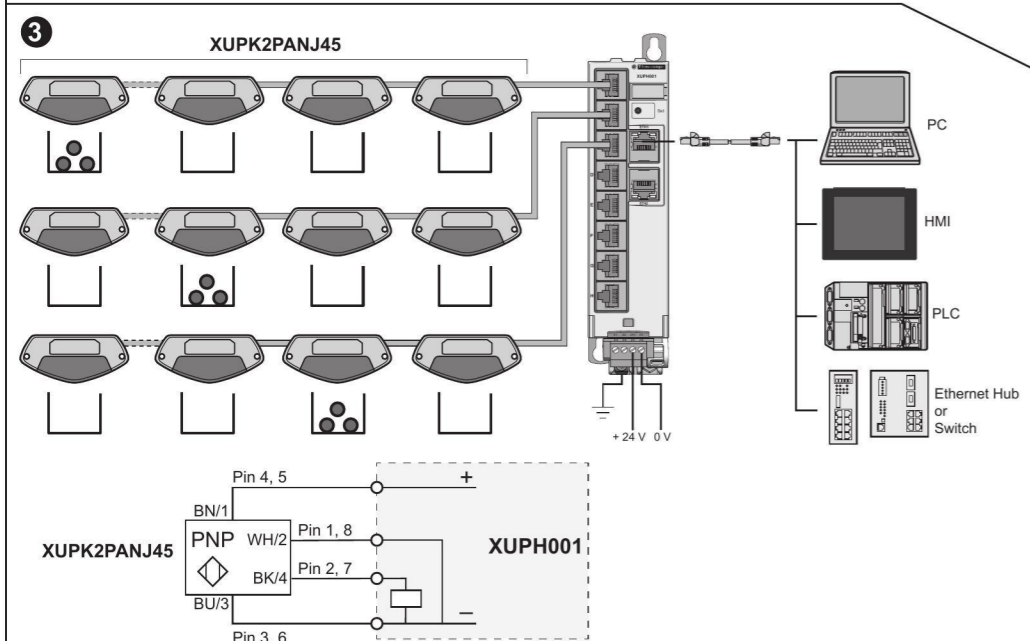 3
XUPK2PANJ45
XUPH001
PC
HMI
PLC
Ethernet Hub
or
Switch
+ 24 V 0 V
Pin 4, 5
+
BN/1
XUPK2PANJ45
PNP
WH/2
Pin 1, 8
XUPH001
BK/4
Pin 2, 7
BU/3
–
Pin 3, 6